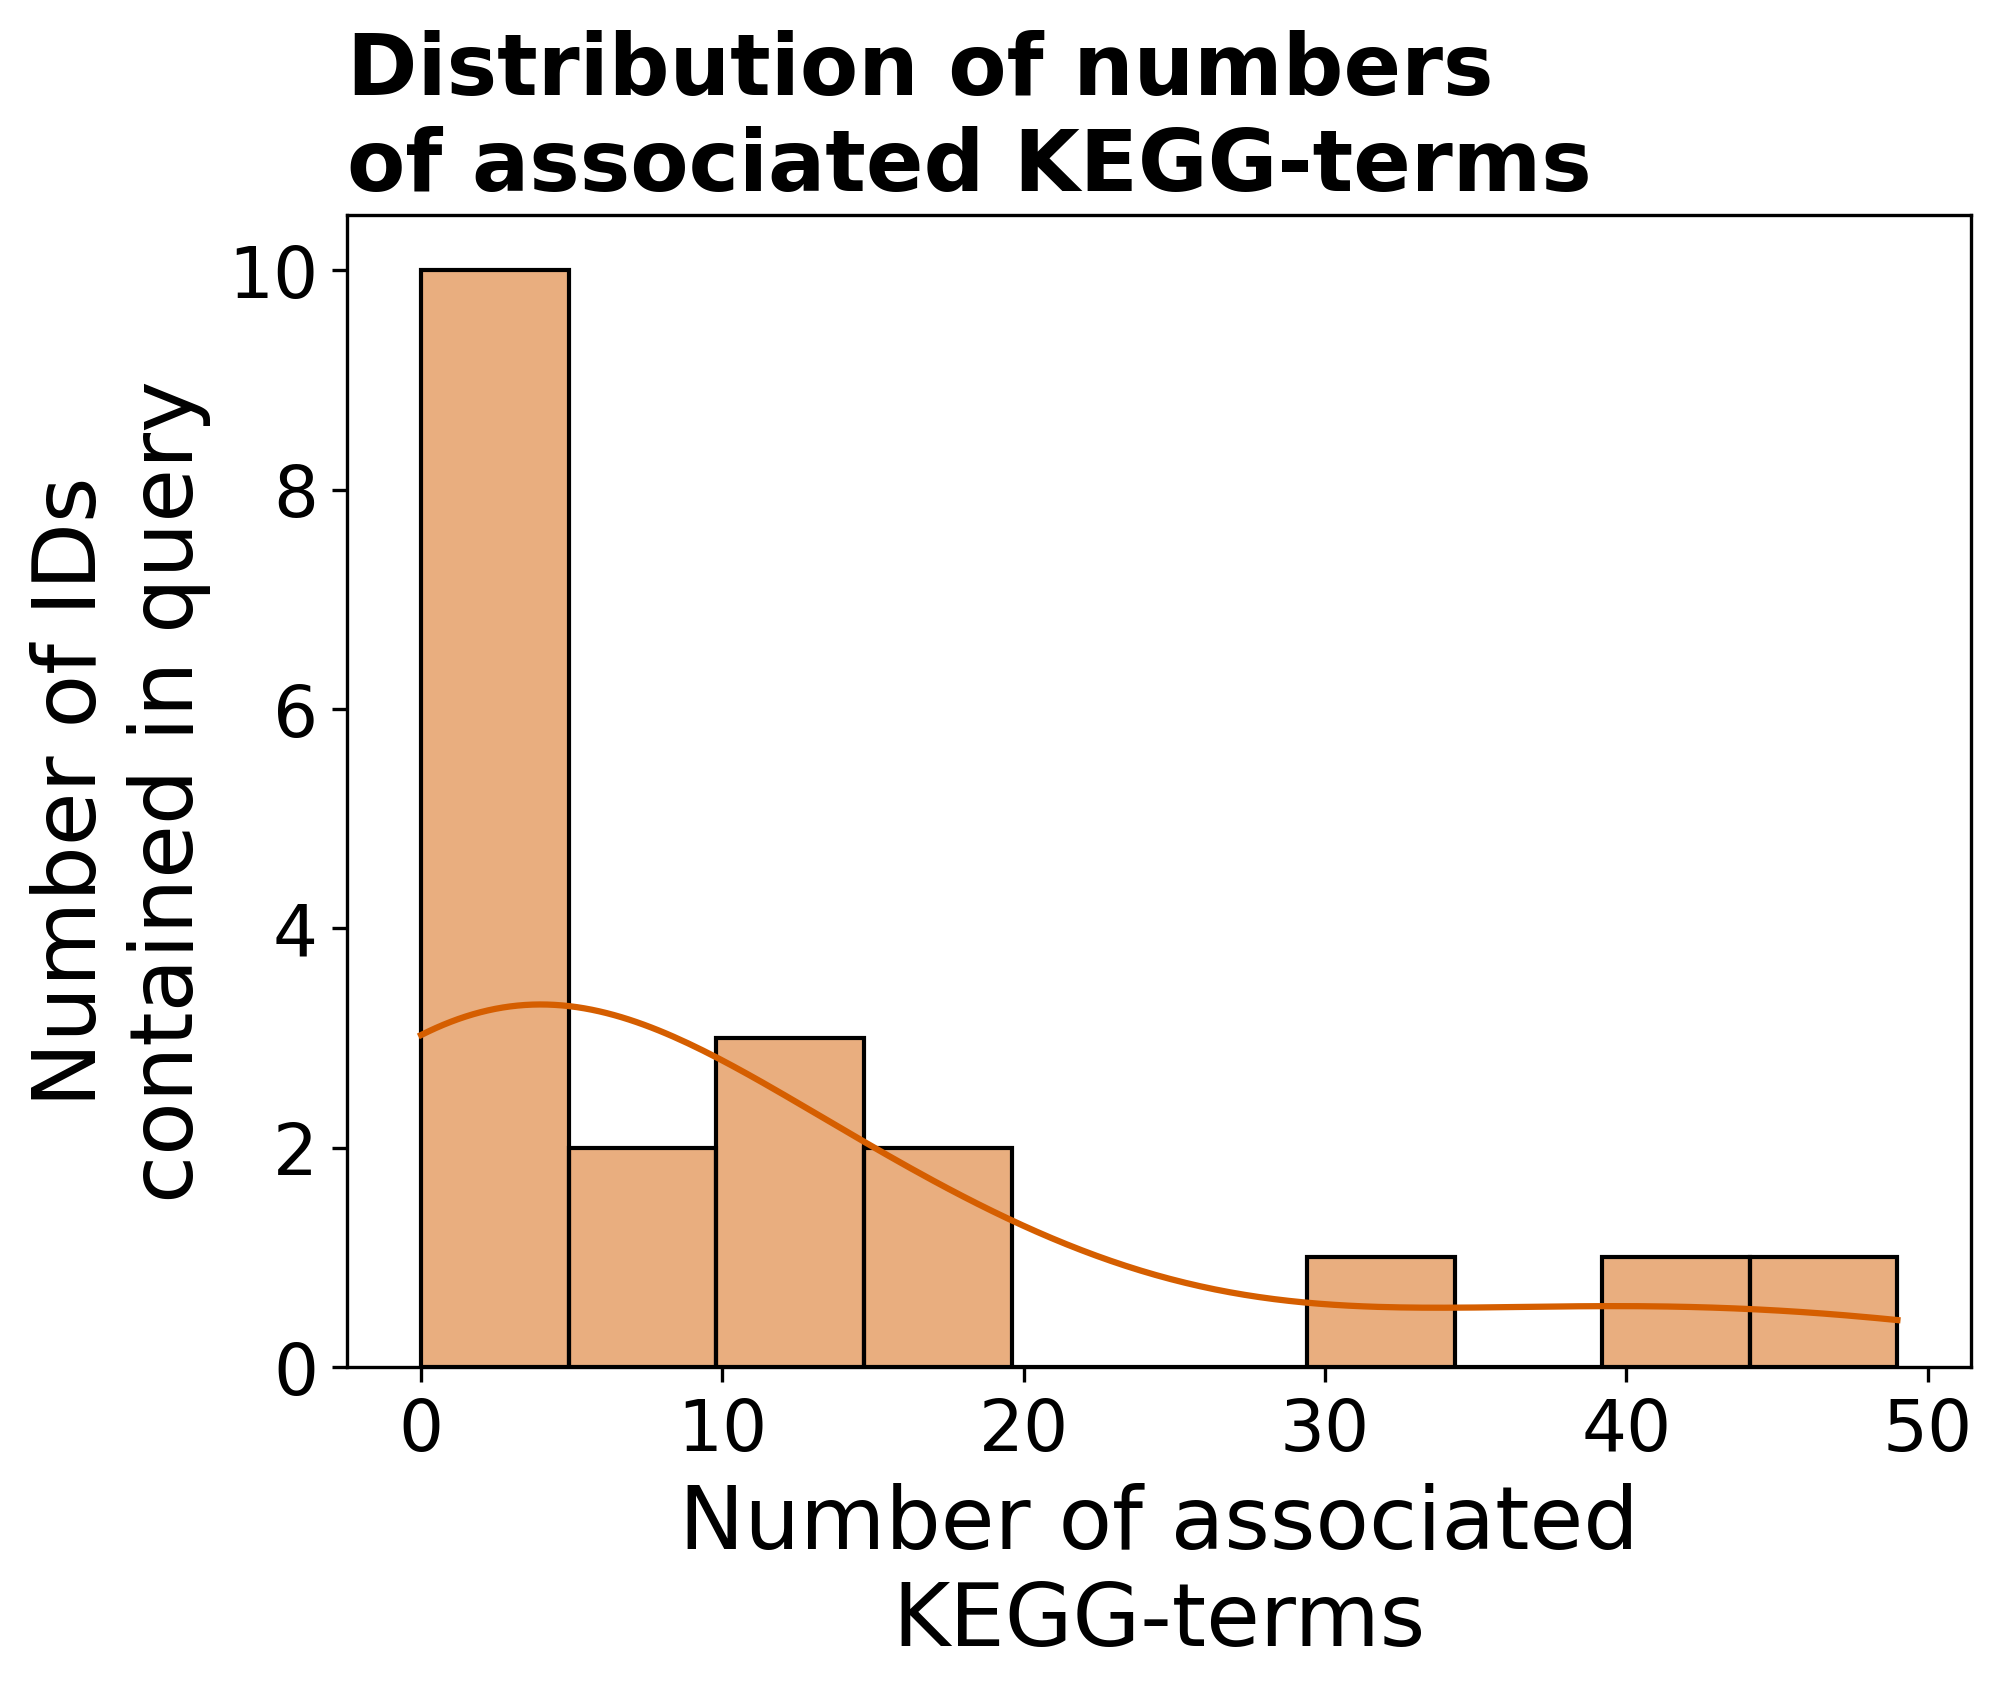 Distribution of numbers
of associated KEGG-terms
Number of IDs
contained in query
10
8
6
4
2
0
0 10 20 30 40 50
Number of associated
KEGG-terms